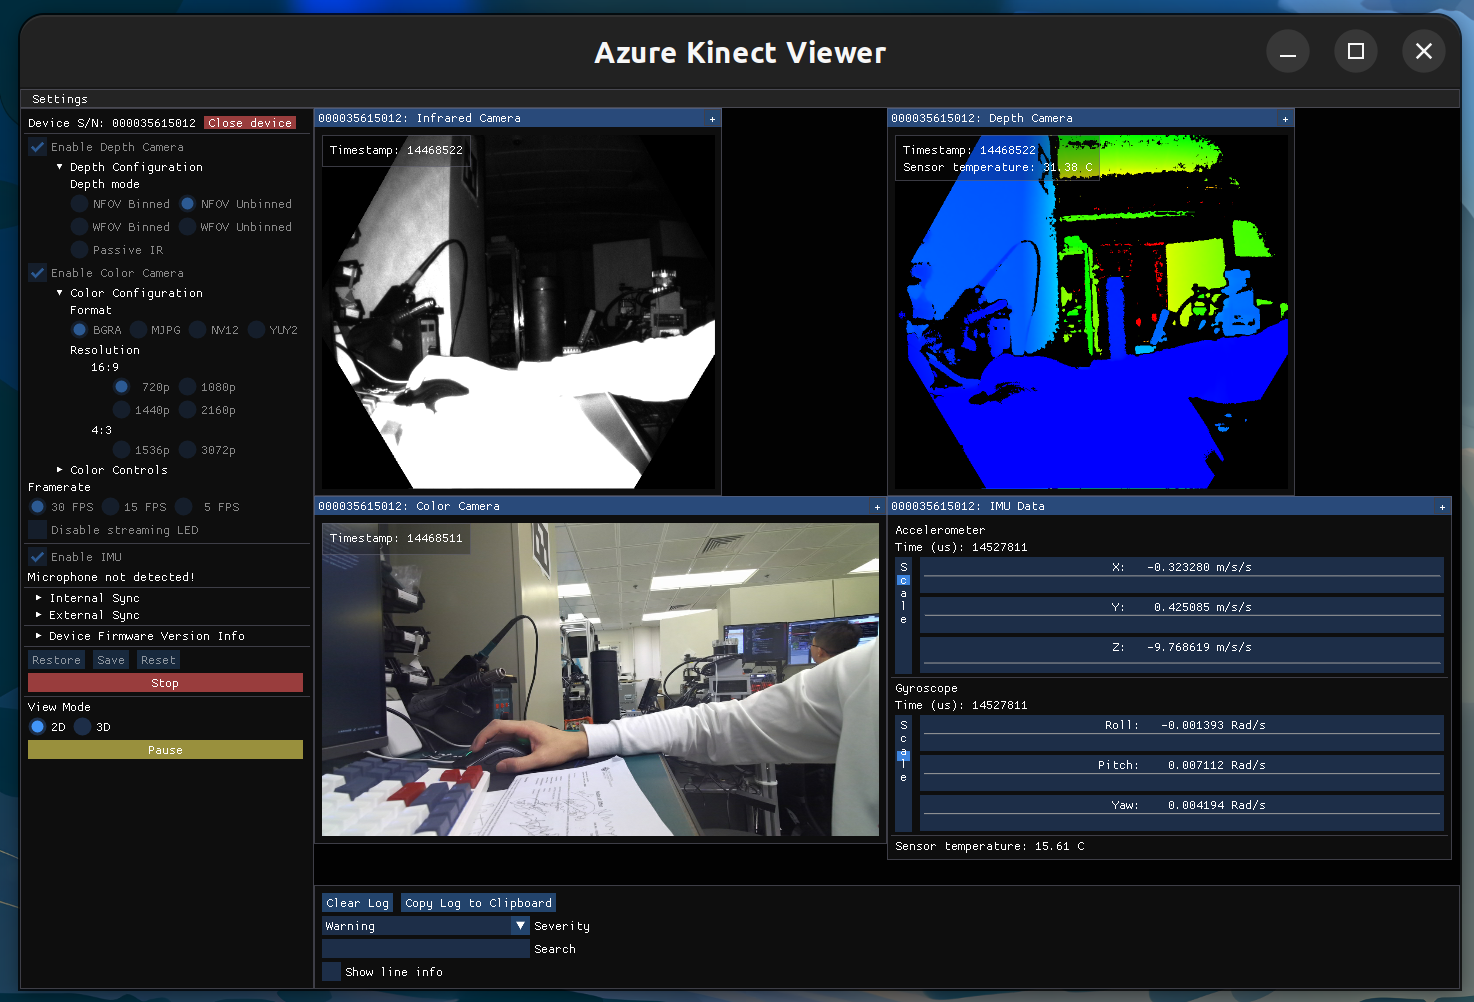 Azure Kinect Viewer
Settings
Device S/N: 000035615012 Close device
Enable Depth Camera
Depth Configuration
Depth mode
NFOV Binned NFOV Unbinned
WFOV Binned WFOV Unbinned
Passive IR
Enable Color Camera
Color Configuration
Format
BGRA MJPG NV12 YUY2
Resolution
16:9
720p 1080p
1440p 2160p
4:3
1536p 3072p
Color Controls
Framerate
30 FPS 15 FPS 5 FPS
Disable streaming LED
Enable IMU
Microphone not detected!
Internal Sync
External Sync
Device Firmware Version Info
Restore Save Reset
Stop
View Mode
2D 3D
Pause
000035615012: Infrared Camera +
Timestamp: 14468522
000035615012: Depth Camera +
Timestamp: 14468522
Sensor temperature: 31.38 C
000035615012: Color Camera +
Timestamp: 14468511
000035615012: IMU Data +
Accelerometer
Time (us): 14527811
Scale
X: -0.323280 m/s/s
Y: 0.425085 m/s/s
Z: -9.768619 m/s/s
Gyroscope
Time (us): 14527811
Scale
Roll: -0.001393 Rad/s
Pitch: 0.007112 Rad/s
Yaw: 0.004194 Rad/s
Sensor temperature: 15.61 C
Clear Log Copy Log to Clipboard
Warning Severity
Search
Show line info